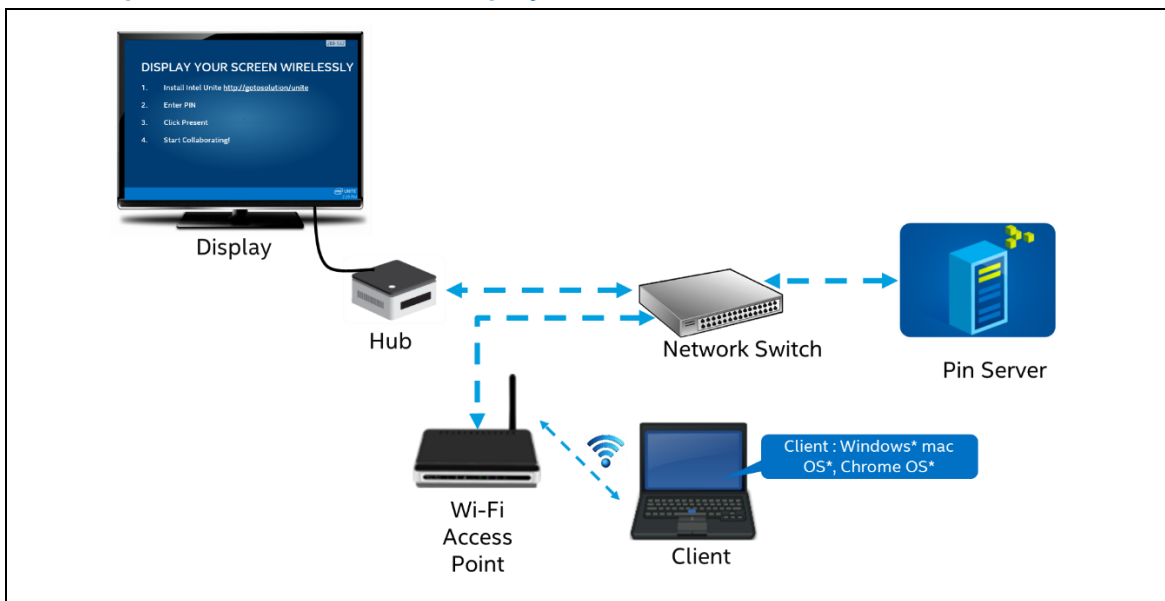 DISPLAY YOUR SCREEN WIRELESSLY
1. Install Intel Unite http://gotosolution/unite
2. Enter PIN
3. Click Present
4. Start Collaborating!
UNITE
Display
Hub
Network Switch
Pin Server
Client : Windows* mac
OS*, Chrome OS*
Wi-Fi
Access
Point
Client